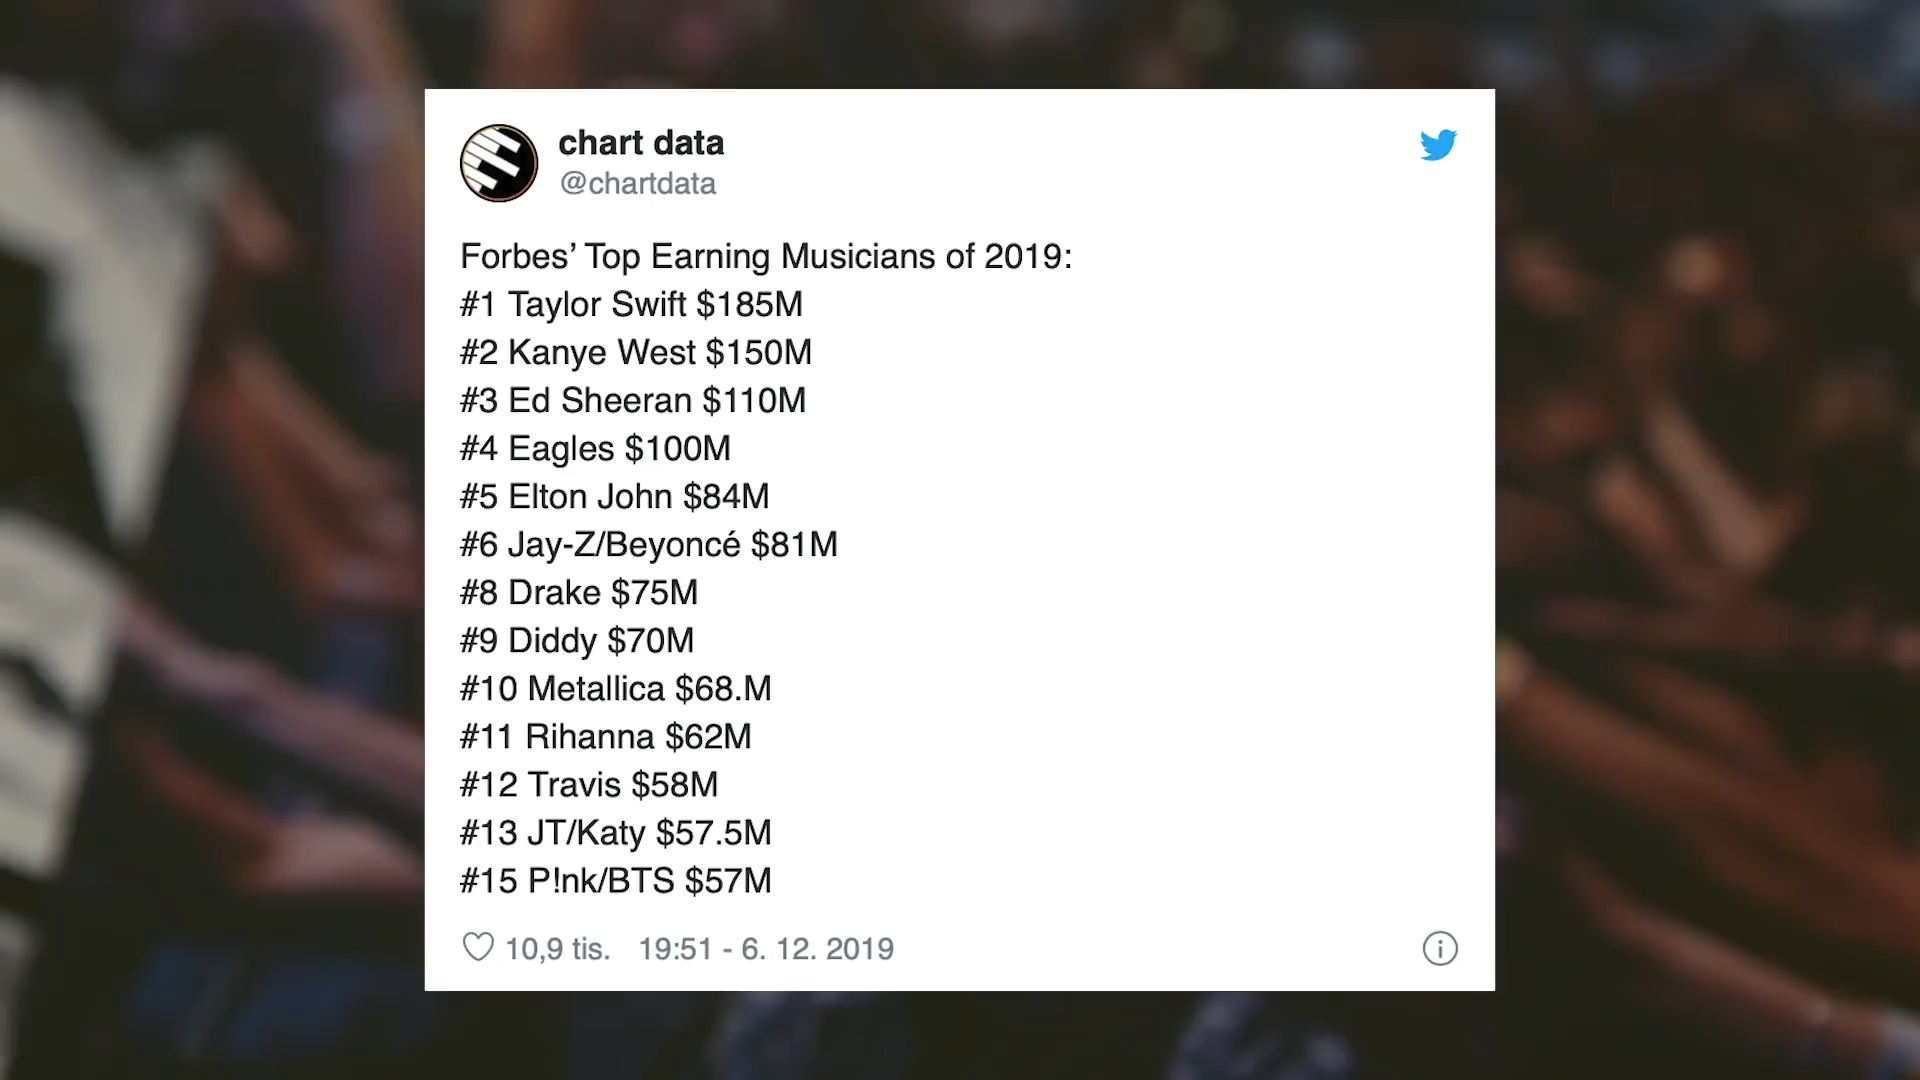 chart data
@chartdata
Forbes’ Top Earning Musicians of 2019:
#1 Taylor Swift $185M
#2 Kanye West $150M
#3 Ed Sheeran $110M
#4 Eagles $100M
#5 Elton John $84M
#6 Jay-Z/Beyoncé $81M
#8 Drake $75M
#9 Diddy $70M
#10 Metallica $68.M
#11 Rihanna $62M
#12 Travis $58M
#13 JT/Katy $57.5M
#15 P!nk/BTS $57M
10,9 tis. 19:51 - 6. 12. 2019